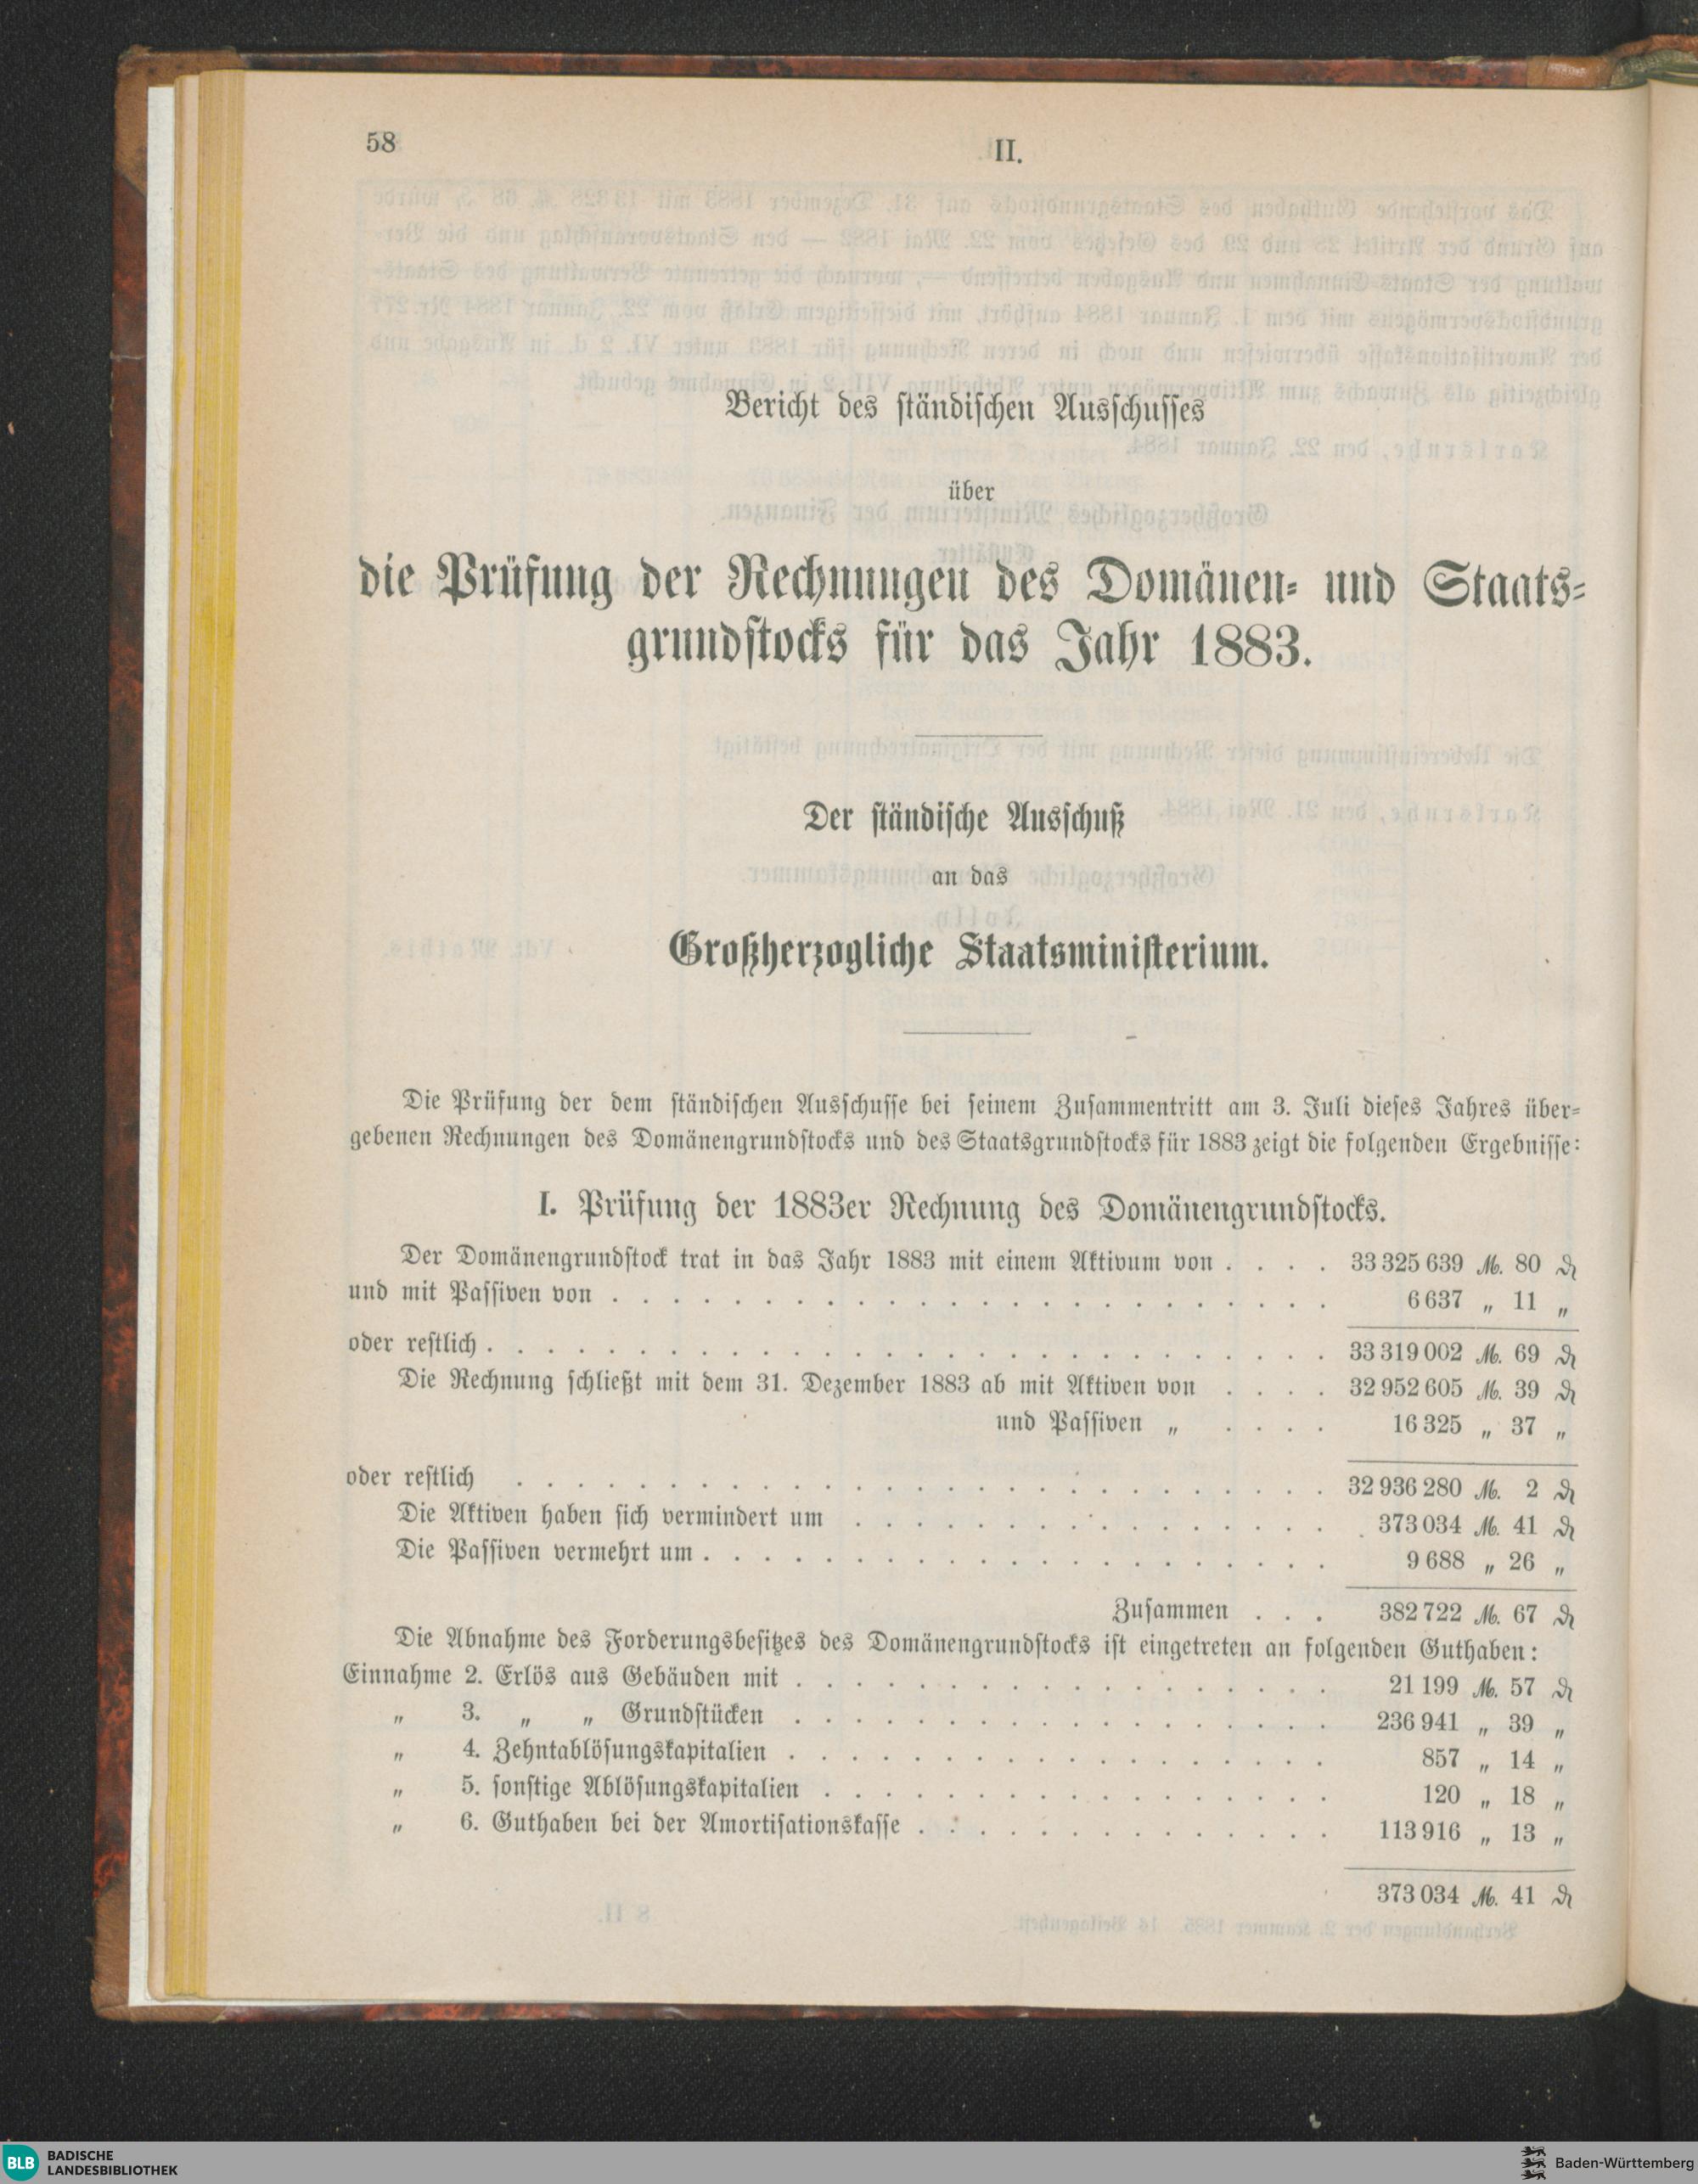 58
II.
Bericht des ständischen Ausschusses
über
die Prüfung der Rechnungen des Domänen- und Staats-
grundstocks für das Jahr 1883.
Der ständische Ausschuß
an das
Großherzogliche Staatsministerium.
Die Prüfung der dem ständischen Ausschusse bei seinem Zusammentritt am 3. Juli dieses Jahres über-
gebenen Rechnungen des Domänengrundstocks und des Staatsgrundstocks für 1883 zeigt die folgenden Ergebnisse:
I. Prüfung der 1883er Rechnung des Domänengrundstocks.
Der Domänengrundstock trat in das Jahr 1883 mit einem Aktivum von . . . . 33 325 639 M. 80 ₰
und mit Passiven von . . . . . . . . . . . . . . . . . . . . . . . . 6 637 „ 11 „
oder restlich . . . . . . . . . . . . . . . . . . . . . . . . . . . . 33 319 002 M. 69 ₰
Die Rechnung schließt mit dem 31. Dezember 1883 ab mit Aktiven von . . . . 32 952 605 M. 39 ₰
und Passiven „ . . . . 16 325 „ 37 „
oder restlich . . . . . . . . . . . . . . . . . . . . . . . . . . . 32 936 280 M. 2 ₰
Die Aktiven haben sich vermindert um . . . . . . . . . . . . . . . . 373 034 M. 41 ₰
Die Passiven vermehrt um . . . . . . . . . . . . . . . . . . . . . 9 688 „ 26 „
Zusammen . . . 382 722 M. 67 ₰
Die Abnahme des Forderungsbesitzes des Domänengrundstocks ist eingetreten an folgenden Guthaben:
Einnahme 2. Erlös aus Gebäuden mit . . . . . . . . . . . . . . . . . . 21 199 M. 57 ₰
„ 3. „ „ Grundstücken . . . . . . . . . . . . . . . . . . 236 941 „ 39 „
„ 4. Zehntablösungskapitalien . . . . . . . . . . . . . . . . . . 857 „ 14 „
„ 5. sonstige Ablösungskapitalien . . . . . . . . . . . . . . . . . 120 „ 18 „
„ 6. Guthaben bei der Amortisationskasse . . . . . . . . . . . . . . 113 916 „ 13 „
373 034 M. 41 ₰
BLB BADISCHE
LANDESBIBLIOTHEK
Baden-Württemberg